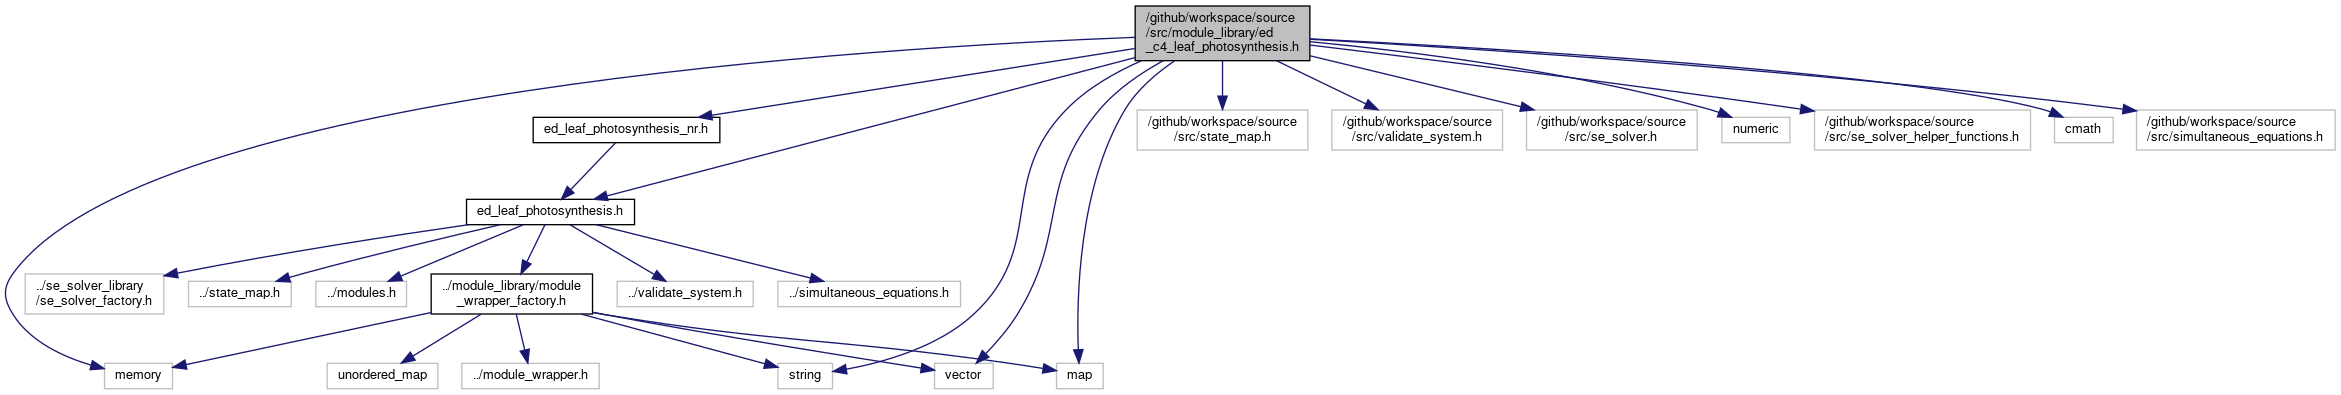 /github/workspace/source
/src/module_library/ed
_c4_leaf_photosynthesis.h
ed_leaf_photosynthesis_nr.h
/github/workspace/source
/src/state_map.h
/github/workspace/source
/src/validate_system.h
/github/workspace/source
/src/se_solver.h
numeric
/github/workspace/source
/src/se_solver_helper_functions.h
cmath
/github/workspace/source
/src/simultaneous_equations.h
ed_leaf_photosynthesis.h
../se_solver_library
/se_solver_factory.h
../state_map.h
../modules.h
../module_library/module
_wrapper_factory.h
../validate_system.h
../simultaneous_equations.h
memory
unordered_map
../module_wrapper.h
string
vector
map